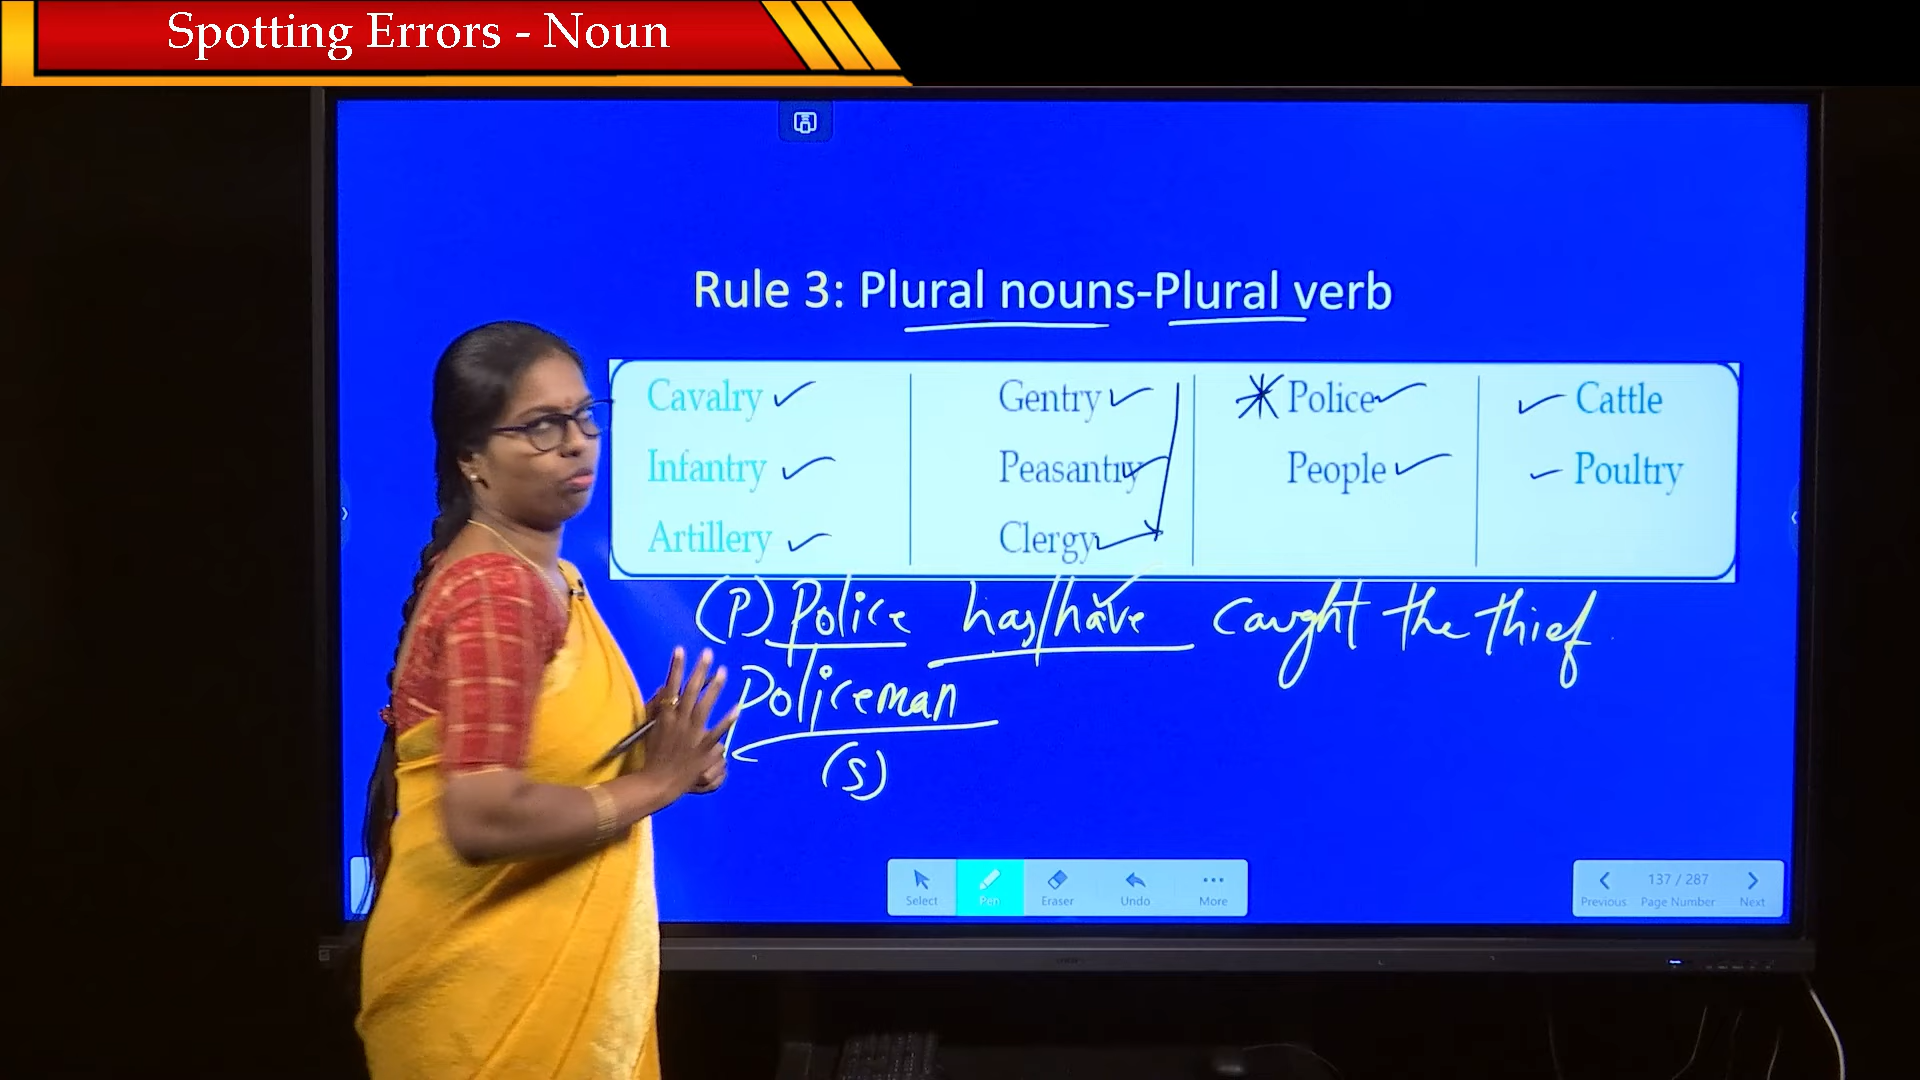 Spotting Errors - Noun
Rule 3: Plural nouns-Plural verb
Cavalry Gentry Police Cattle
Infantry Peasantry People Poultry
Artillery Clergy
(P) Police has/have caught the thief
Policeman
(S)
Select Pen Eraser Undo More
137 / 287
Previous Page Number Next